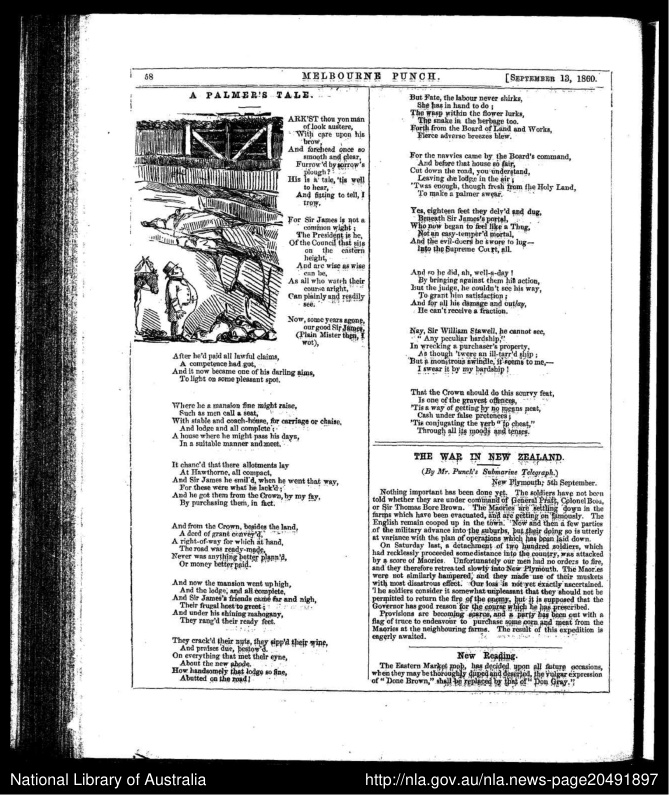 58
MELBOURNE PUNCH.
[SEPTEMBER 13, 1860.
A PALMER'S TALE.
ARK'ST thou yon man
of look austere,
With care upon his
brow,
And forehead once so
smooth and clear,
Furrow'd by sorrow's
plough?
His is a tale, 'tis well
to hear,
And fitting to tell, I
trow.
For Sir James is not a
common wight;
The President is he,
Of the Council that sits
on the eastern
height,
And are wise as wise
can be,
As all who watch their
course aright,
Can plainly and readily
see.
Now, some years agone,
our good Sir James,
(Plain Mister then, I
wot),
After he'd paid all lawful claims,
A competence had got,
And it now became one of his darling aims,
To light on some pleasant spot.
Where he a mansion fine might raise,
Such as men call a seat,
With stable and coach-house, for carriage or chaise,
And lodge and all complete;
A house where he might pass his days,
In a suitable manner and meet.
It chanc'd that there allotments lay
At Hawthorne, all compact,
And Sir James he smil'd, when he went that way,
For these were what he lack'd;
And he got them from the Crown, by my fay,
By purchasing them, in fact.
And from the Crown, besides the land,
A deed of grant convey'd,
A right-of-way for which at hand,
The road was ready-made,
Never was anything better plann'd,
Or money better paid.
And now the mansion went up high,
And the lodge, and all complete,
And Sir James's friends came far and nigh,
Their frugal host to greet;
And under his shining mahogany,
They rang'd their ready feet.
They crack'd their nuts, they sipp'd their wine,
And praises due, bestow'd
On everything that met their eyne,
About the new abode.
How handsomely that lodge so fine,
Abutted on the road!
But Fate, the labour never shirks,
She has in hand to do;
The wasp within the flower lurks,
The snake in the herbage too.
Forth from the Board of Land and Works,
Fierce adverse breezes blew.
For the navvies came by the Board's command,
And before that house so fair,
Cut down the road, you understand,
Leaving the lodge in the air;
'Twas enough, though fresh from the Holy Land,
To make a palmer swear.
Yes, eighteen feet they delv'd and dug,
Beneath Sir James's portal,
Who now began to feel like a Thug,
Not an easy-temper'd mortal,
And the evil-doers he swore to lug—
Into the Supreme Court, all.
And so he did, ah, well-a-day!
By bringing against them his action,
But the judge, he couldn't see his way,
To grant him satisfaction;
And for all his damage and outlay,
He can't receive a fraction.
Nay, Sir William Stawell, he cannot see,
"Any peculiar hardship,"
In wrecking a purchaser's property,
As though 'twere an ill-tarr'd ship;
But a monstrous swindle, it seems to me,—
I swear it by my bardship!
That the Crown should do this scurvy feat,
Is one of the gravest offences,
'Tis a way of getting by no means neat,
Cash under false pretences;
'Tis conjugating the verb "to cheat,"
Through all its moods and tenses.
THE WAR IN NEW ZEALAND.
(By Mr. Punch's Submarine Telegraph.)
New Plymouth, 5th September.
Nothing important has been done yet. The soldiers have not been
told whether they are under command of General Pratt, Colonel Bom,
or Sir Thomas Bore Brown. The Maories are settling down in the
farms which have been evacuated, and are getting on famously. The
English remain cooped up in the town. Now and then a few parties
of the military advance into the suburbs, but their doing so is utterly
at variance with the plan of operations which has been laid down.
On Saturday last, a detachment of two hundred soldiers, which
had recklessly proceeded some distance into the country, was attacked
by a score of Maories. Unfortunately our men had no orders to fire,
and they therefore retreated slowly into New Plymouth. The Maories
were not similarly hampered, and they made use of their muskets
with most disastrous effect. Our loss is not yet exactly ascertained.
The soldiers consider it somewhat unpleasant that they should not be
permitted to return the fire of the enemy, but it is supposed that the
Governor has good reason for the course which he has prescribed.
Provisions are becoming scarce, and a party has been sent with a
flag of truce to endeavour to purchase some corn and meat from the
Maories at the neighbouring farms. The result of this expedition is
eagerly awaited.
New Reading.
The Eastern Market mob, has decided upon all future occasions,
when they may be thoroughly duped and deserted, the vulgar expression
of "Done Brown," shall be replaced by that of "Don Gray."
National Library of Australia
http://nla.gov.au/nla.news-page20491897